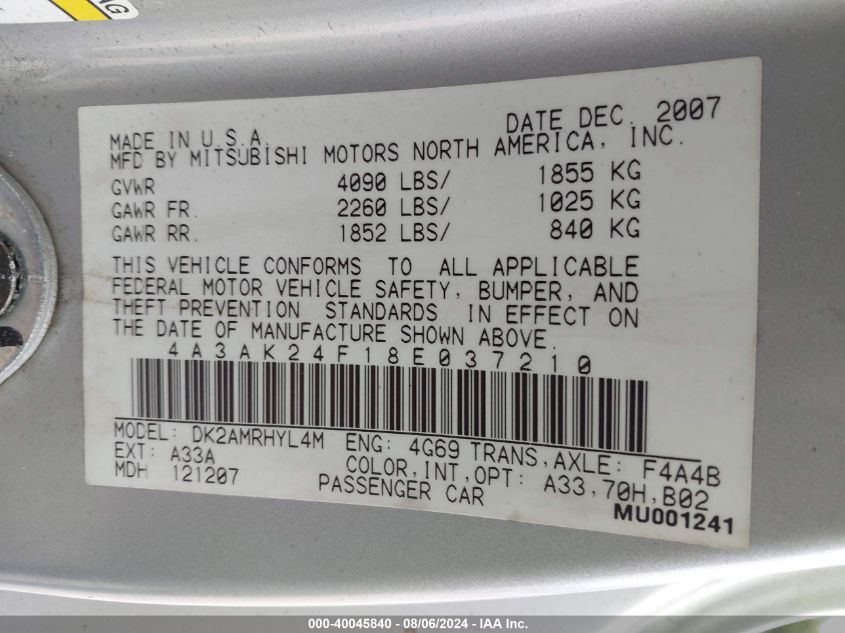 MADE IN U.S.A. DATE DEC. 2007
MFD BY MITSUBISHI MOTORS NORTH AMERICA, INC.
GVWR 4090 LBS/ 1855 KG
GAWR FR. 2260 LBS/ 1025 KG
GAWR RR. 1852 LBS/ 840 KG
THIS VEHICLE CONFORMS TO ALL APPLICABLE
FEDERAL MOTOR VEHICLE SAFETY, BUMPER, AND
THEFT PREVENTION STANDARDS IN EFFECT ON
THE DATE OF MANUFACTURE SHOWN ABOVE.
4A3AK24F18E037210
MODEL: DK2AMRHYL4M ENG: 4G69 TRANS,AXLE: F4A4B
EXT: A33A COLOR,INT,OPT: A33,70H,B02
MDH 121207 PASSENGER CAR
MU001241
000-40045840 - 08/06/2024 - IAA Inc.